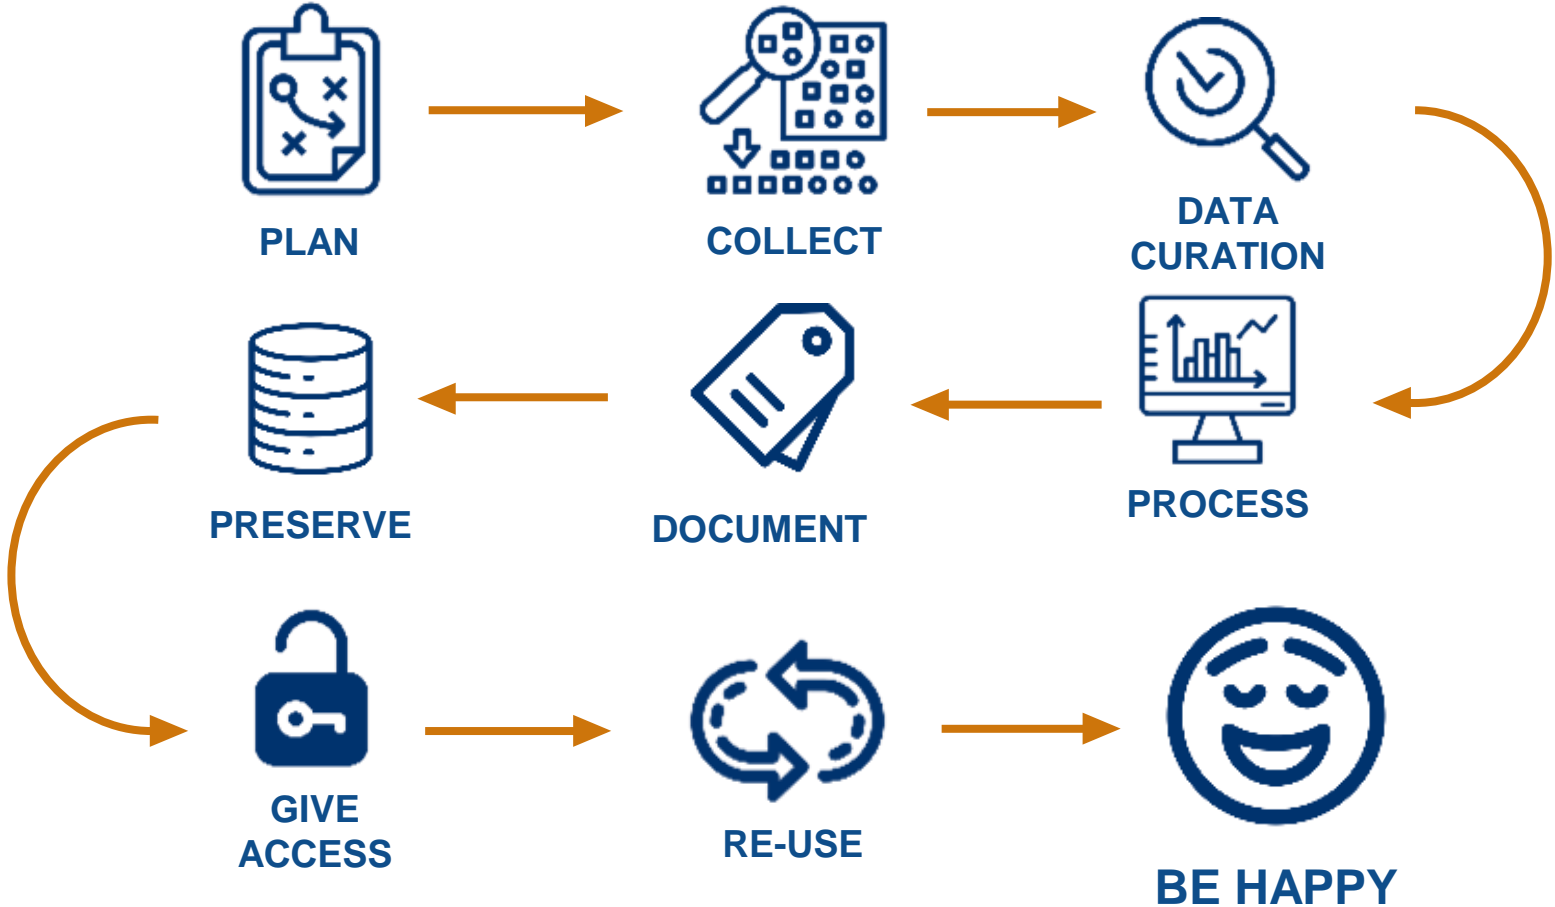 PLAN
COLLECT
DATA
CURATION
PROCESS
DOCUMENT
PRESERVE
GIVE
ACCESS
RE-USE
BE HAPPY